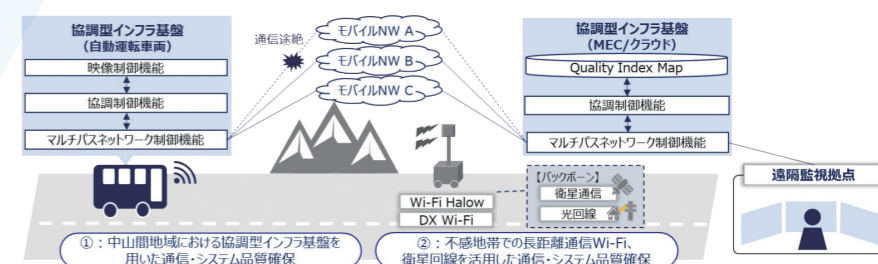 協調型インフラ基盤
(自動運転車両)
映像制御機能
協調制御機能
マルチパスネットワーク制御機能
通信途絶
モバイルNW A
モバイルNW B
モバイルNW C
協調型インフラ基盤
(MEC/クラウド)
Quality Index Map
協調制御機能
マルチパスネットワーク制御機能
Wi-Fi Halow
DX Wi-Fi
【バックボーン】
衛星通信
光回線
遠隔監視拠点
①：中山間地域における協調型インフラ基盤を
用いた通信・システム品質確保
②：不感地帯での長距離通信Wi-Fi、
衛星回線を活用した通信・システム品質確保